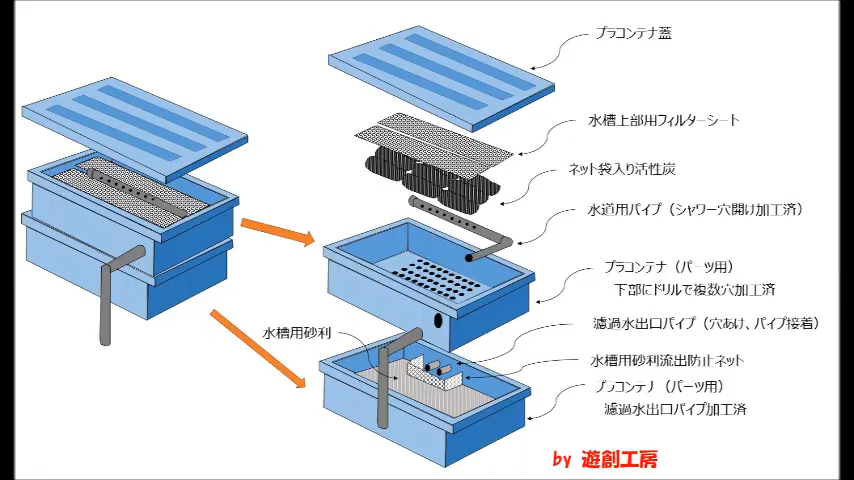 プラコンテナ蓋
水槽上部用フィルターシート
ネット袋入り活性炭
水道用パイプ（シャワー穴開け加工済）
プラコンテナ（パーツ用）
下部にドリルで複数穴加工済
濾過水出口パイプ（穴あけ、パイプ接着）
水槽用砂利
水槽用砂利流出防止ネット
プラコンテナ（パーツ用）
濾過水出口パイプ加工済
by 遊創工房